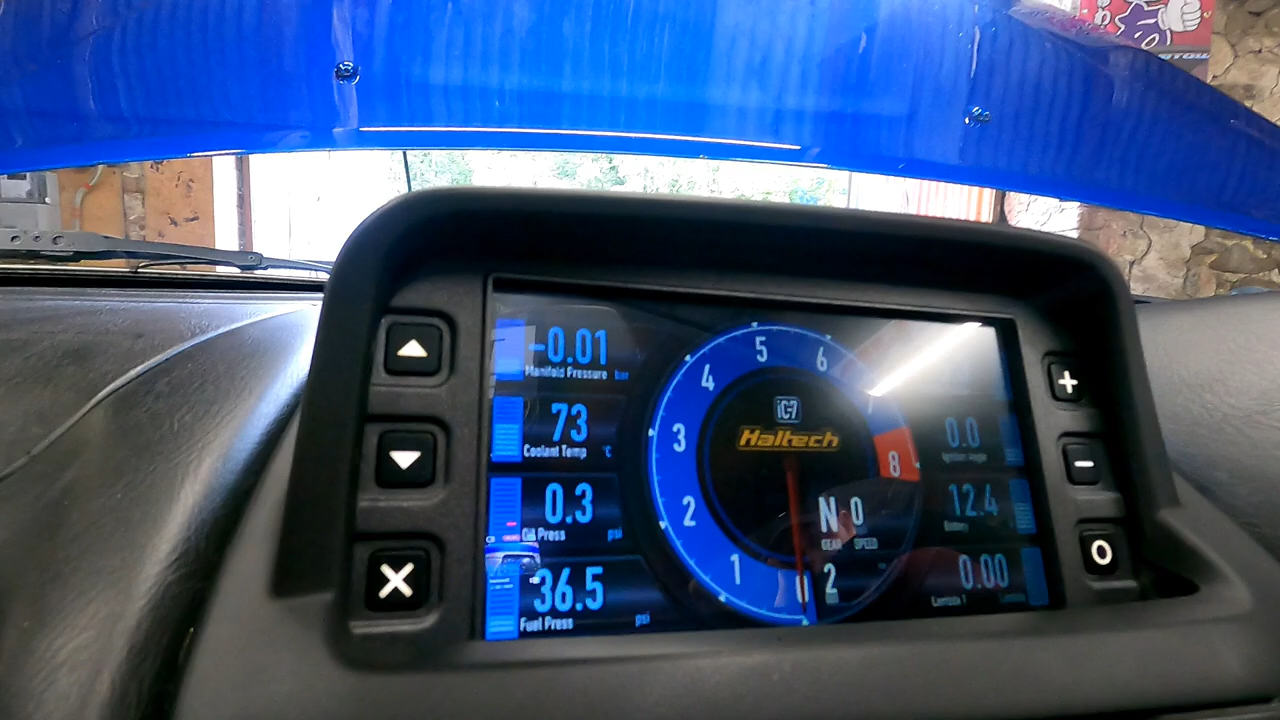 -0.01
Manifold Pressure bar
73
Coolant Temp °C
0.3
Oil Press psi
36.5
Fuel Press psi
5
6
4
3
2
1
0
8
iC-7
Haltech
N 0
GEAR SPEED
2
0.0
Ignition Angle
12.4
Battery
0.00
Lambda 1
+
-
O